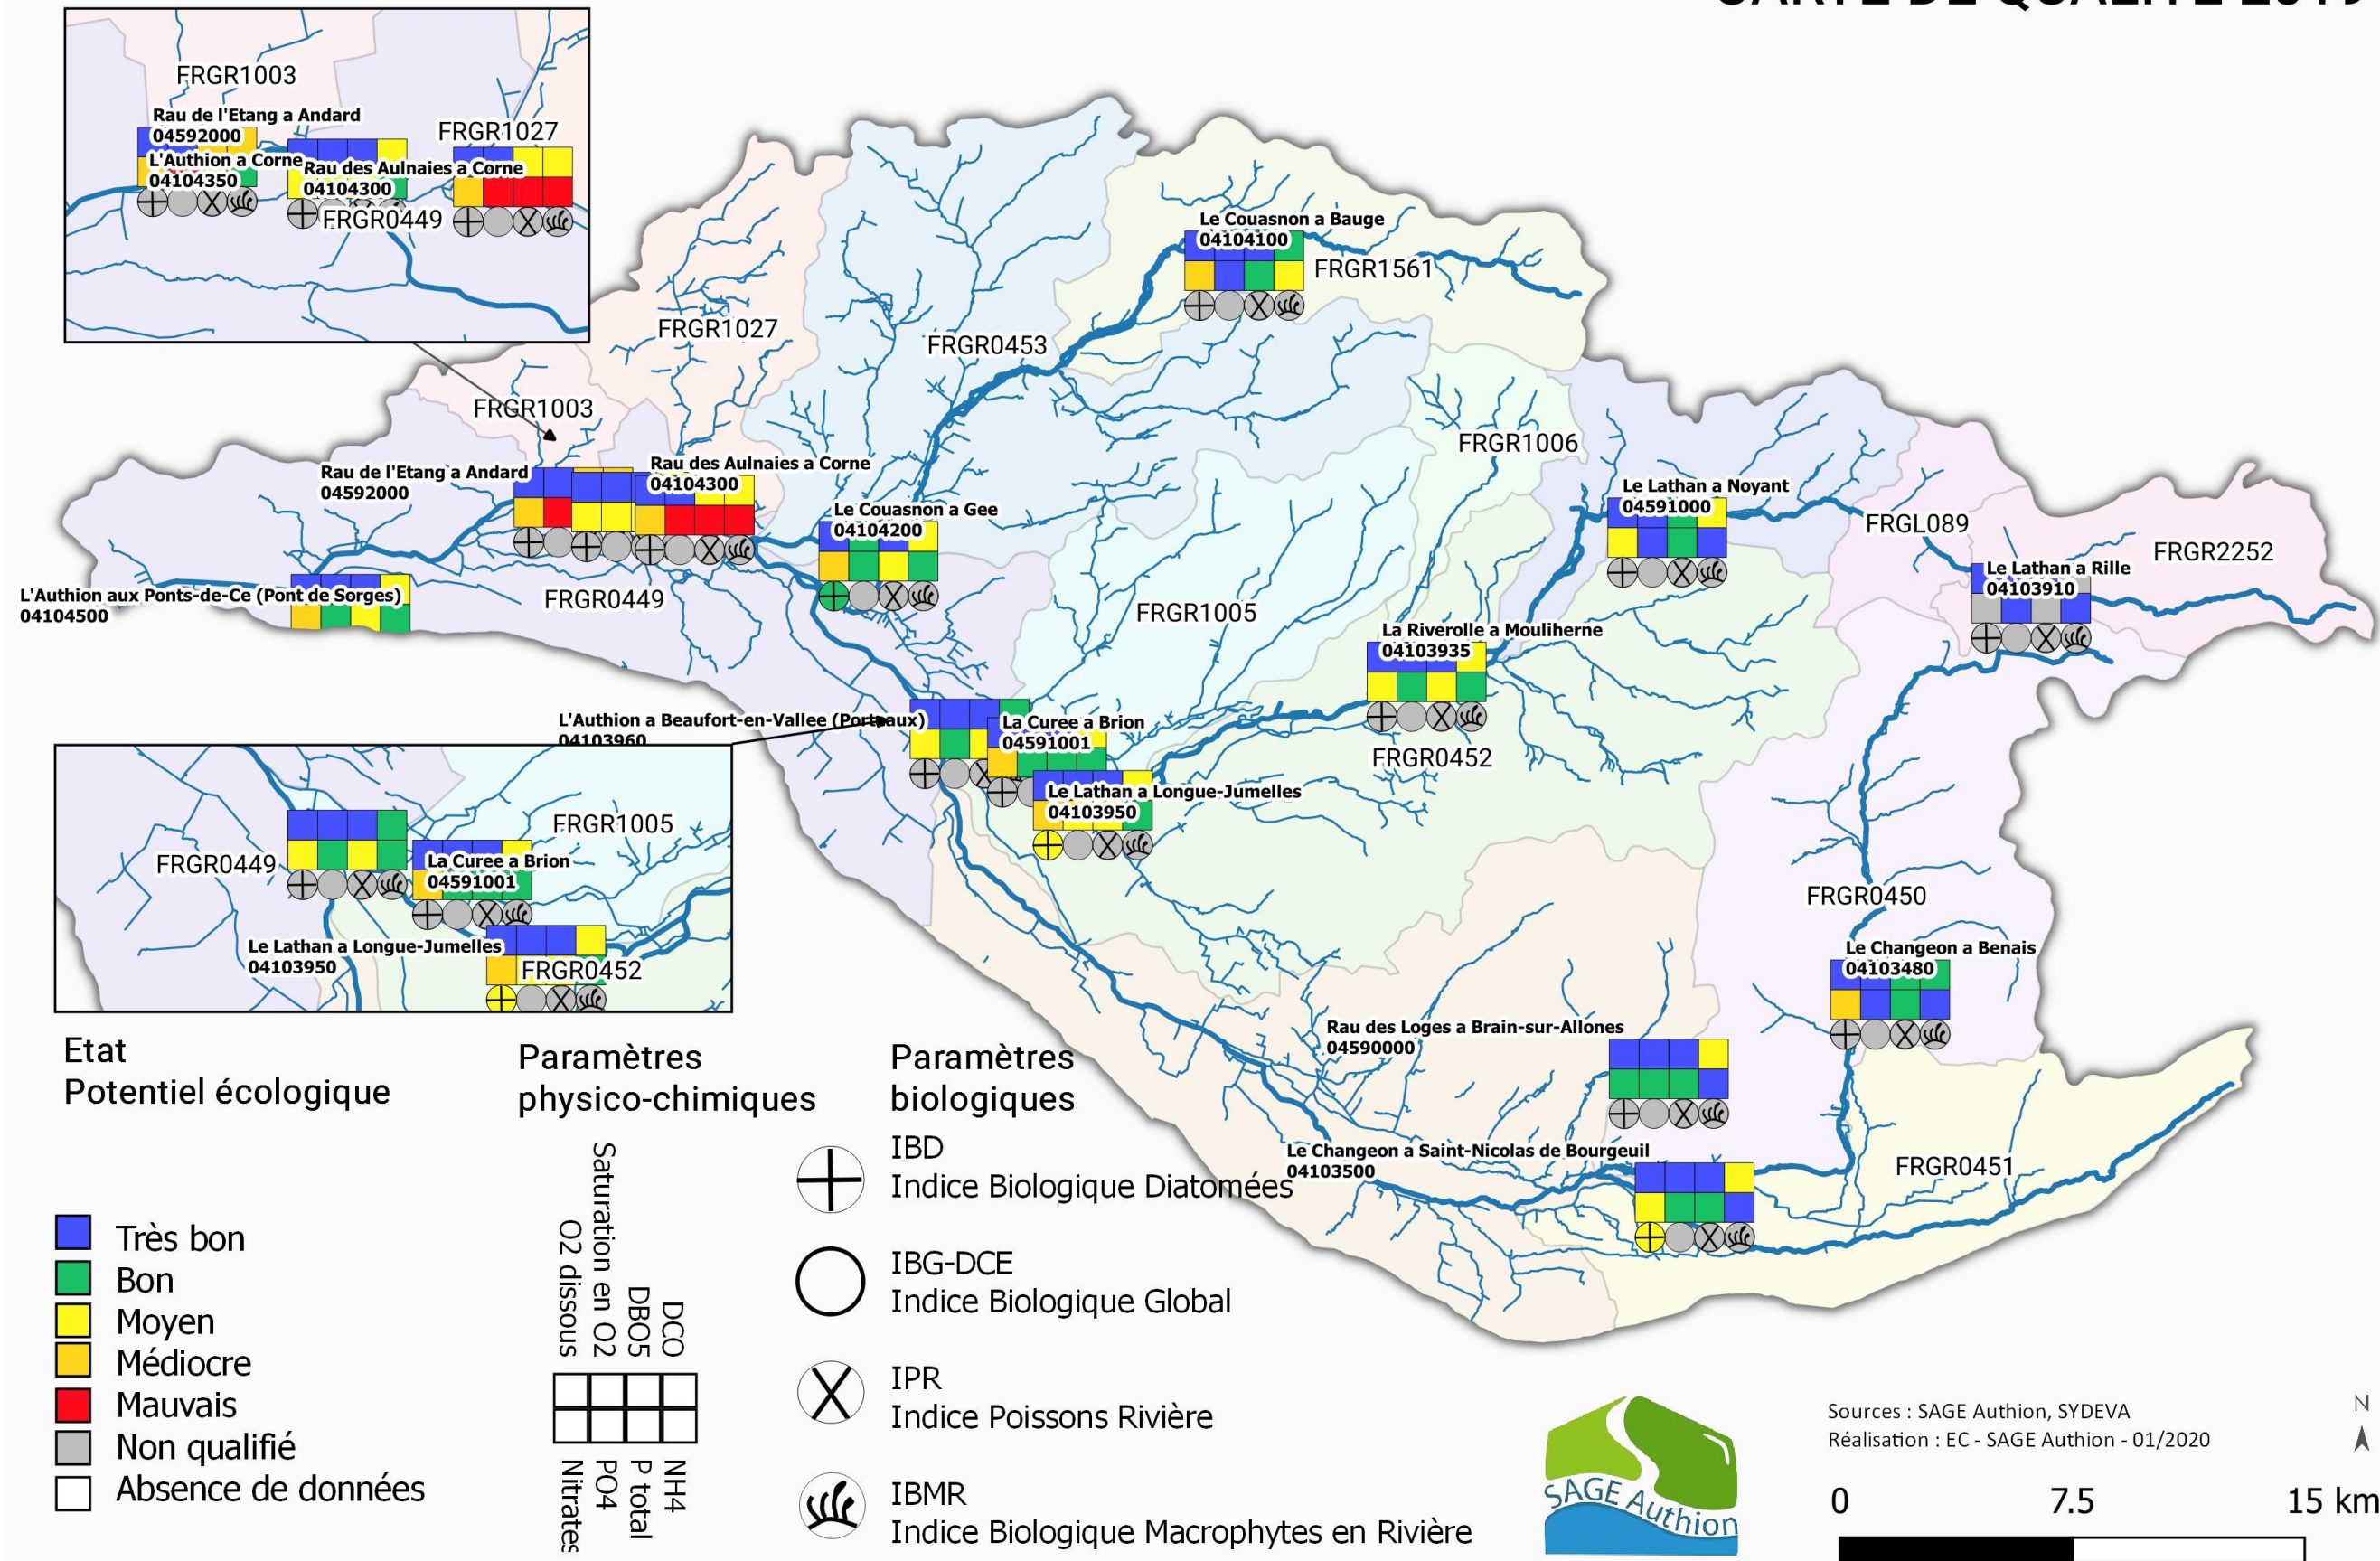 CARTE DE QUALITÉ 2019
FRGR1003
Rau de l'Etang a Andard
04592000
L'Authion a Corne
04104350
Rau des Aulnaies a Corne
04104300
FRGR1027
FRGR0449
Le Couasnon a Bauge
04104100
FRGR1561
FRGR1027
FRGR0453
FRGR1003
FRGR1006
Rau de l'Etang a Andard
04592000
Rau des Aulnaies a Corne
04104300
Le Couasnon a Gee
04104200
Le Lathan a Noyant
04591000
FRGL089
FRGR2252
Le Lathan a Rille
04103910
L'Authion aux Ponts-de-Ce (Pont de Sorges)
04104500
FRGR0449
FRGR1005
La Riverolle a Mouliherne
04103935
FRGR0452
L'Authion a Beaufort-en-Vallee (Porteaux)
04103960
La Curee a Brion
04591001
Le Lathan a Longue-Jumelles
04103950
FRGR1005
FRGR0449
La Curee a Brion
04591001
Le Lathan a Longue-Jumelles
04103950
FRGR0452
FRGR0450
Le Changeon a Benais
04103480
Rau des Loges a Brain-sur-Allones
04590000
Le Changeon a Saint-Nicolas de Bourgeuil
04103500
FRGR0451
Etat
Potentiel écologique
Très bon
Bon
Moyen
Médiocre
Mauvais
Non qualifié
Absence de données
Paramètres
physico-chimiques
O2 dissous
Saturation en O2
DBO5
DCO
Nitrates
PO4
P total
NH4
Paramètres
biologiques
IBD
Indice Biologique Diatomées
IBG-DCE
Indice Biologique Global
IPR
Indice Poissons Rivière
IBMR
Indice Biologique Macrophytes en Rivière
SAGE Authion
Sources : SAGE Authion, SYDEVA
Réalisation : EC - SAGE Authion - 01/2020
N
0 7.5 15 km